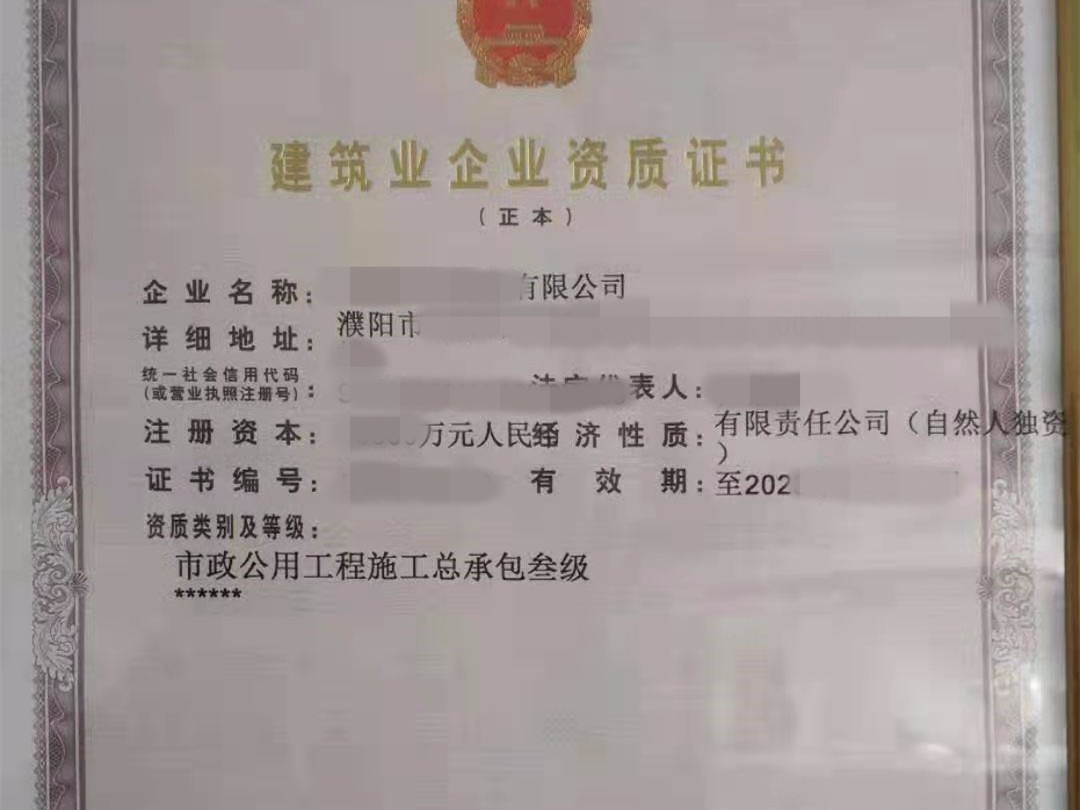 建筑业企业资质证书
(正本)
企业名称: 有限公司
详细地址: 濮阳市
统一社会信用代码
(或营业执照注册号): 法定代表人:
注册资本: 万元人民币 经济性质: 有限责任公司(自然人独资
)
证书编号: 有效期: 至202
资质类别及等级:
市政公用工程施工总承包叁级
******